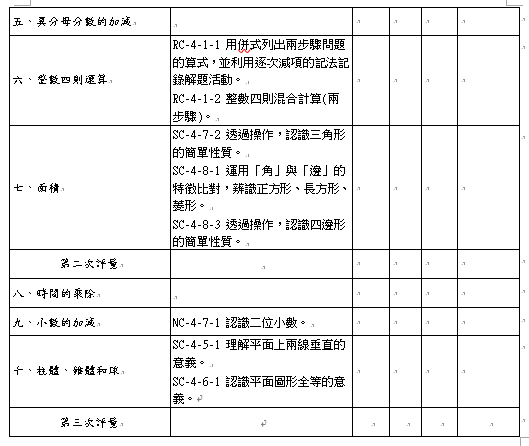 五、異分母分數的加減
六、整數四則運算
RC-4-1-1 用併式列出兩步驟問題
的算式，並利用逐次減項的記法記
錄解題活動。
RC-4-1-2 整數四則混合計算(兩
步驟)。
七、面積
SC-4-7-2 透過操作，認識三角形
的簡單性質。
SC-4-8-1 運用「角」與「邊」的
特徵比對，辨識正方形、長方形、
菱形。
SC-4-8-3 透過操作，認識四邊形
的簡單性質。
第二次評量
八、時間的乘除
九、小數的加減
NC-4-7-1 認識二位小數。
十、柱體、錐體和球
SC-4-5-1 理解平面上兩線垂直的
意義。
SC-4-6-1 認識平面圖形全等的意
義。
第三次評量